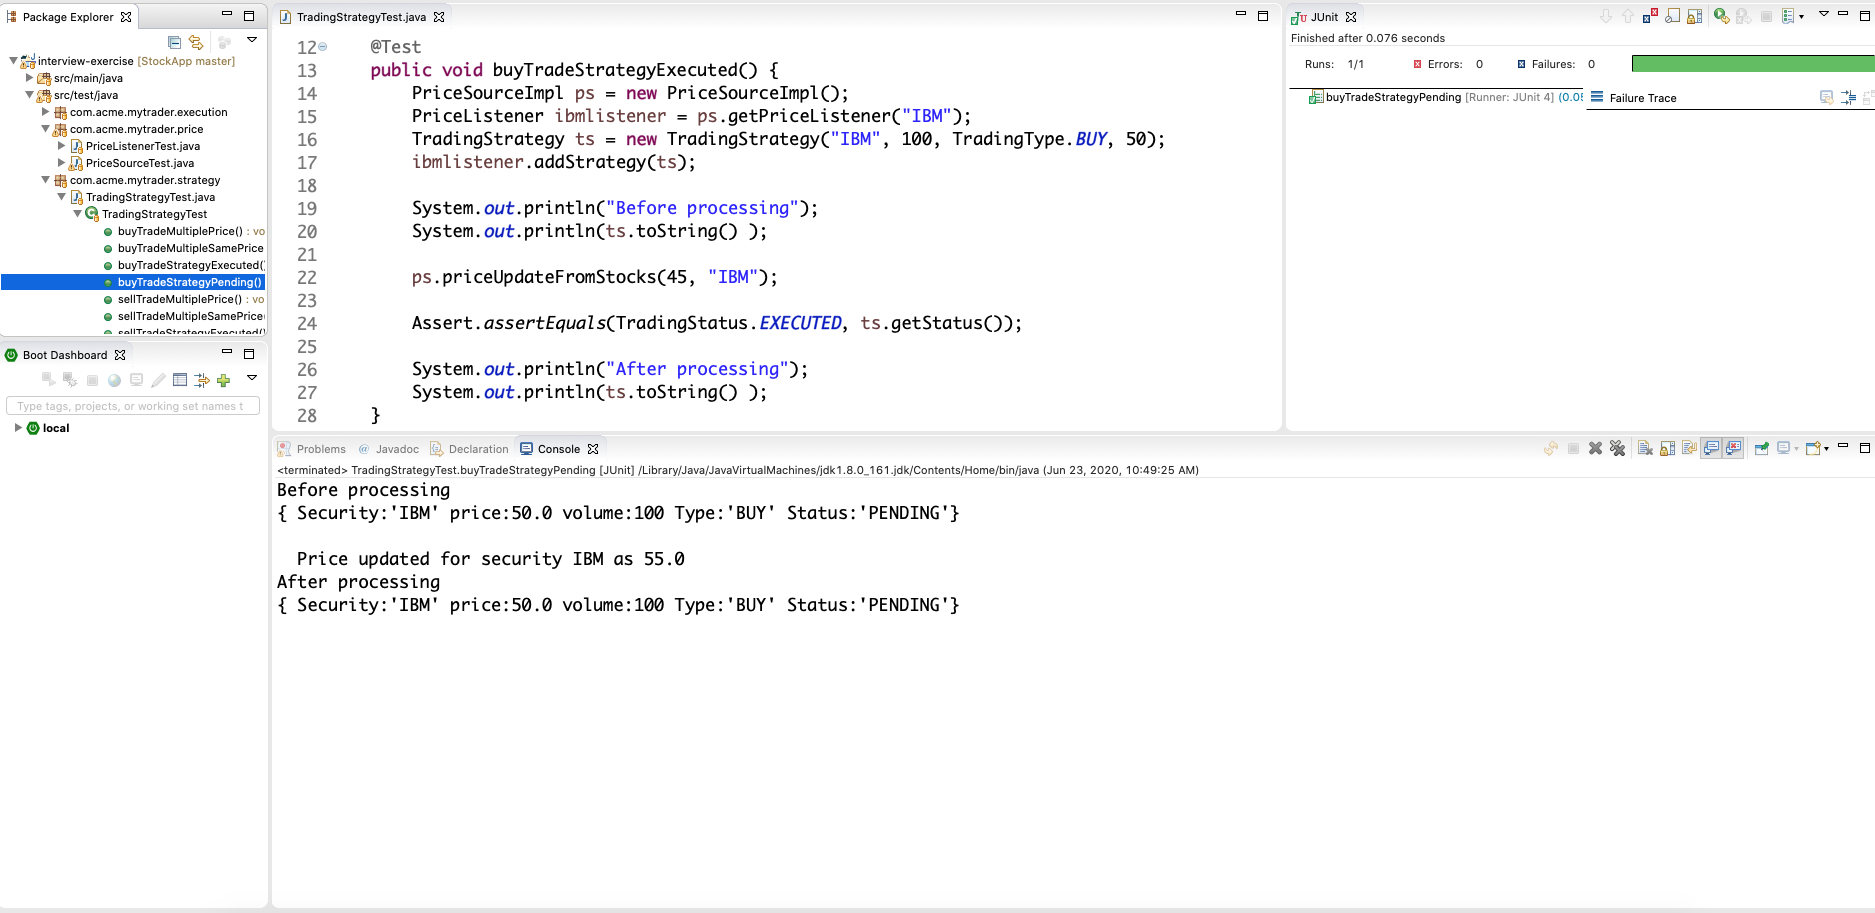 Package Explorer
interview-exercise [StockApp master]
src/main/java
src/test/java
com.acme.mytrader.execution
com.acme.mytrader.price
PriceListenerTest.java
PriceSourceTest.java
com.acme.mytrader.strategy
TradingStrategyTest.java
TradingStrategyTest
buyTradeMultiplePrice() : vo
buyTradeMultipleSamePrice
buyTradeStrategyExecuted()
buyTradeStrategyPending()
sellTradeMultiplePrice() : vo
sellTradeMultipleSamePrice
sellTradeStrategyExecuted()
Boot Dashboard
Type tags, projects, or working set names t
local
TradingStrategyTest.java
12 @Test
13 public void buyTradeStrategyExecuted() {
14 PriceSourceImpl ps = new PriceSourceImpl();
15 PriceListener ibmlistener = ps.getPriceListener("IBM");
16 TradingStrategy ts = new TradingStrategy("IBM", 100, TradingType.BUY, 50);
17 ibmlistener.addStrategy(ts);
18
19 System.out.println("Before processing");
20 System.out.println(ts.toString() );
21
22 ps.priceUpdateFromStocks(45, "IBM");
23
24 Assert.assertEquals(TradingStatus.EXECUTED, ts.getStatus());
25
26 System.out.println("After processing");
27 System.out.println(ts.toString() );
28 }
JUnit
Finished after 0.076 seconds
Runs: 1/1 Errors: 0 Failures: 0
buyTradeStrategyPending [Runner: JUnit 4] (0.05
Failure Trace
Problems @ Javadoc Declaration Console
<terminated> TradingStrategyTest.buyTradeStrategyPending [JUnit] /Library/Java/JavaVirtualMachines/jdk1.8.0_161.jdk/Contents/Home/bin/java (Jun 23, 2020, 10:49:25 AM)
Before processing
{ Security:'IBM' price:50.0 volume:100 Type:'BUY' Status:'PENDING'}
Price updated for security IBM as 55.0
After processing
{ Security:'IBM' price:50.0 volume:100 Type:'BUY' Status:'PENDING'}